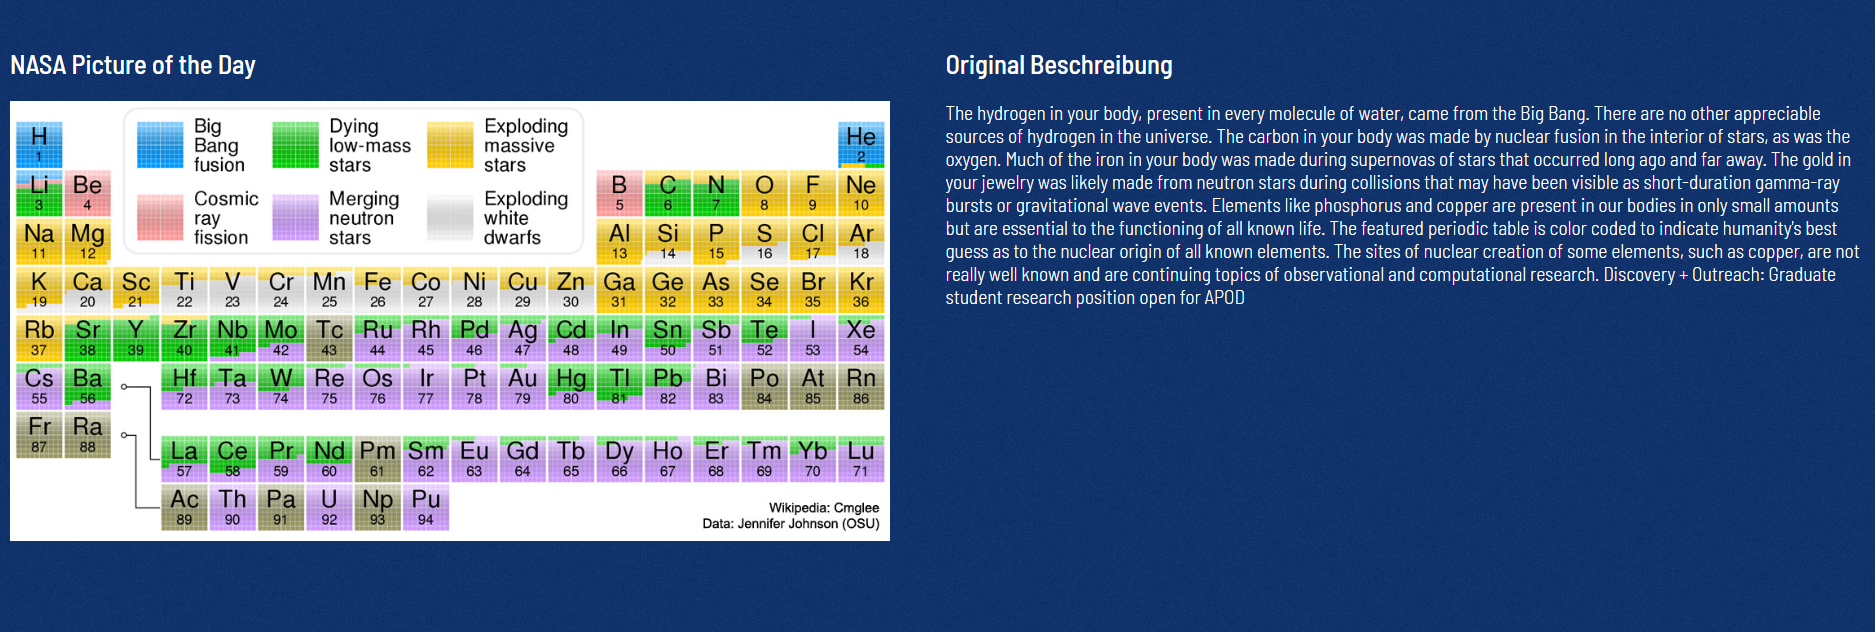 NASA Picture of the Day
H
1
Big
Bang
fusion
Dying
low-mass
stars
Exploding
massive
stars
He
2
Li
3
Be
4
Cosmic
ray
fission
Merging
neutron
stars
Exploding
white
dwarfs
B
5
C
6
N
7
O
8
F
9
Ne
10
Na
11
Mg
12
Al
13
Si
14
P
15
S
16
Cl
17
Ar
18
K
19
Ca
20
Sc
21
Ti
22
V
23
Cr
24
Mn
25
Fe
26
Co
27
Ni
28
Cu
29
Zn
30
Ga
31
Ge
32
As
33
Se
34
Br
35
Kr
36
Rb
37
Sr
38
Y
39
Zr
40
Nb
41
Mo
42
Tc
43
Ru
44
Rh
45
Pd
46
Ag
47
Cd
48
In
49
Sn
50
Sb
51
Te
52
I
53
Xe
54
Cs
55
Ba
56
Hf
72
Ta
73
W
74
Re
75
Os
76
Ir
77
Pt
78
Au
79
Hg
80
Tl
81
Pb
82
Bi
83
Po
84
At
85
Rn
86
Fr
87
Ra
88
La
57
Ce
58
Pr
59
Nd
60
Pm
61
Sm
62
Eu
63
Gd
64
Tb
65
Dy
66
Ho
67
Er
68
Tm
69
Yb
70
Lu
71
Ac
89
Th
90
Pa
91
U
92
Np
93
Pu
94
Wikipedia: Cmglee
Data: Jennifer Johnson (OSU)
Original Beschreibung
The hydrogen in your body, present in every molecule of water, came from the Big Bang. There are no other appreciable
sources of hydrogen in the universe. The carbon in your body was made by nuclear fusion in the interior of stars, as was the
oxygen. Much of the iron in your body was made during supernovas of stars that occurred long ago and far away. The gold in
your jewelry was likely made from neutron stars during collisions that may have been visible as short-duration gamma-ray
bursts or gravitational wave events. Elements like phosphorus and copper are present in our bodies in only small amounts
but are essential to the functioning of all known life. The featured periodic table is color coded to indicate humanity's best
guess as to the nuclear origin of all known elements. The sites of nuclear creation of some elements, such as copper, are not
really well known and are continuing topics of observational and computational research. Discovery + Outreach: Graduate
student research position open for APOD